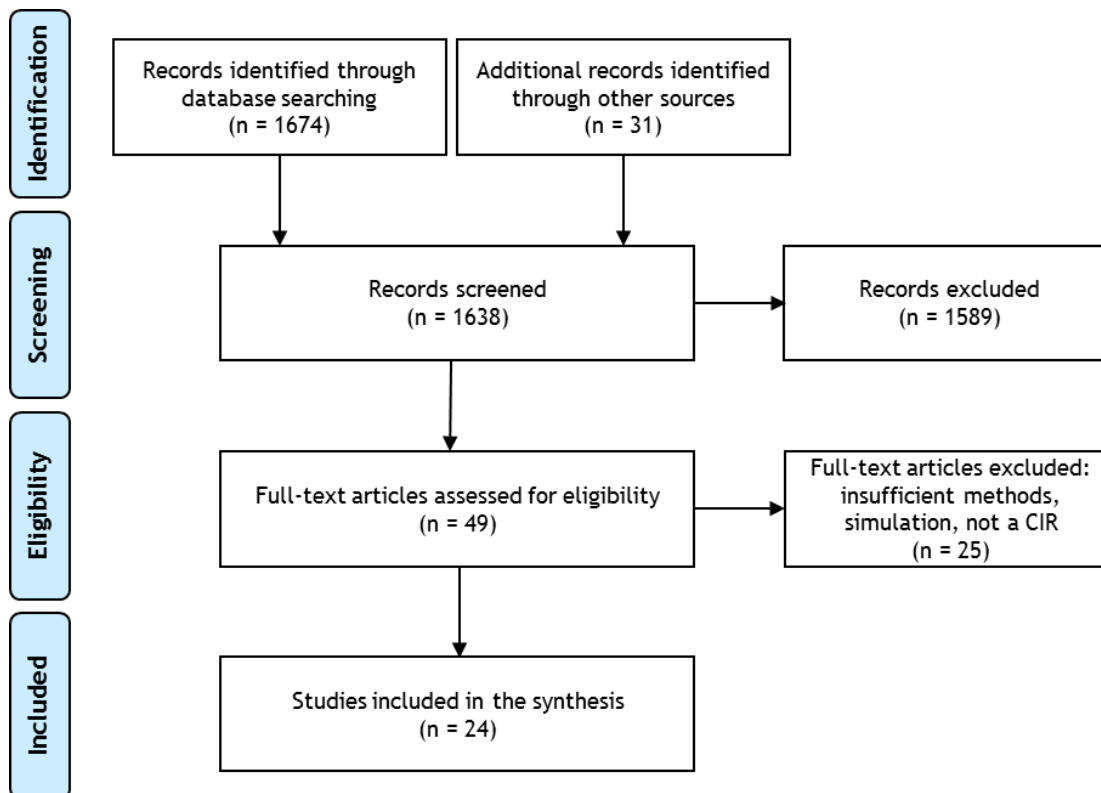 Identification
Records identified through
database searching
(n = 1674)
Additional records identified
through other sources
(n = 31)
Screening
Records screened
(n = 1638)
Records excluded
(n = 1589)
Eligibility
Full-text articles assessed for eligibility
(n = 49)
Full-text articles excluded:
insufficient methods,
simulation, not a CIR
(n = 25)
Included
Studies included in the synthesis
(n = 24)